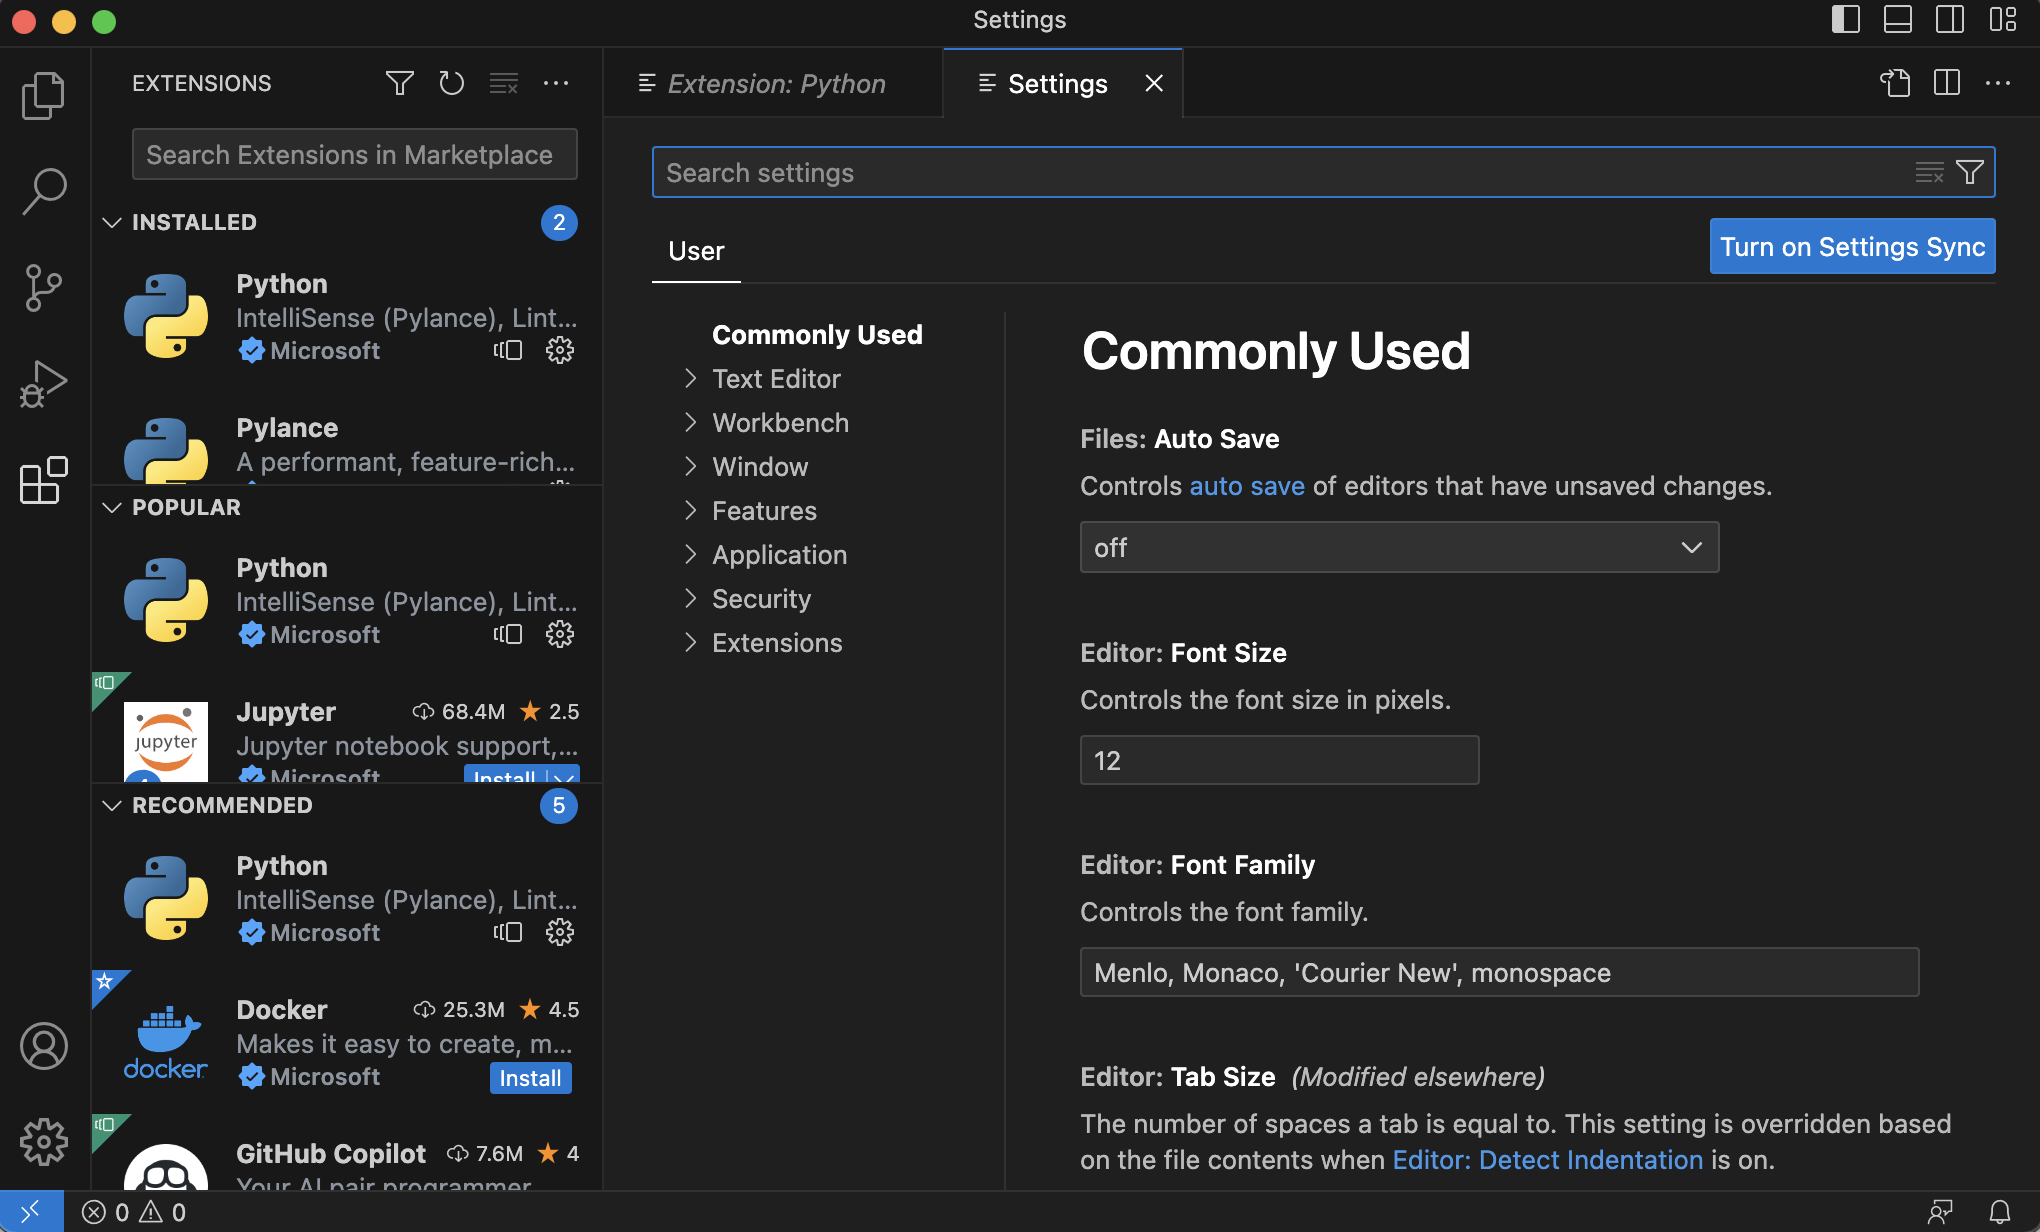 Settings
EXTENSIONS
Search Extensions in Marketplace
INSTALLED 2
Python
IntelliSense (Pylance), Lint...
Microsoft
Pylance
A performant, feature-rich...
POPULAR
Python
IntelliSense (Pylance), Lint...
Microsoft
Jupyter 68.4M 2.5
jupyter
Jupyter notebook support,...
Microsoft Install
RECOMMENDED 5
Python
IntelliSense (Pylance), Lint...
Microsoft
Docker 25.3M 4.5
docker
Makes it easy to create, m...
Microsoft Install
GitHub Copilot 7.6M 4
Your AI pair programmer
Extension: Python
Settings
Search settings
User
Turn on Settings Sync
Commonly Used
Text Editor
Workbench
Window
Features
Application
Security
Extensions
Commonly Used
Files: Auto Save
Controls auto save of editors that have unsaved changes.
off
Editor: Font Size
Controls the font size in pixels.
12
Editor: Font Family
Controls the font family.
Menlo, Monaco, 'Courier New', monospace
Editor: Tab Size (Modified elsewhere)
The number of spaces a tab is equal to. This setting is overridden based
on the file contents when Editor: Detect Indentation is on.
0 0